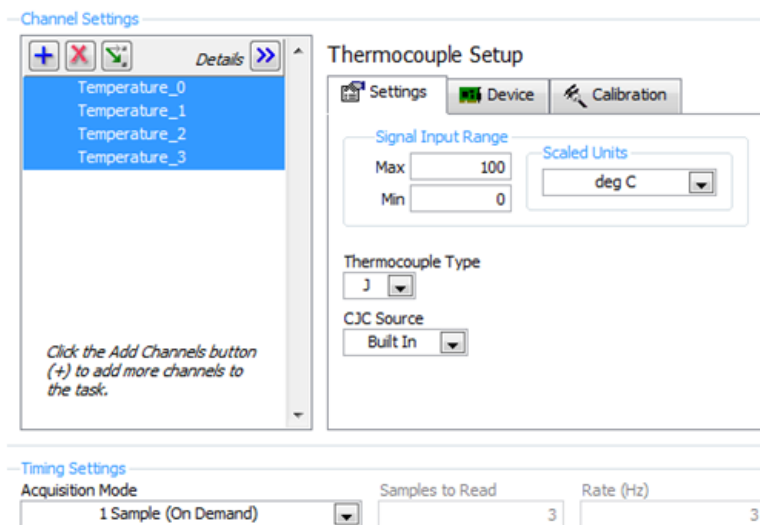 Channel Settings
Details
Temperature_0
Temperature_1
Temperature_2
Temperature_3
Click the Add Channels button
(+) to add more channels to
the task.
Thermocouple Setup
Settings
Device
Calibration
Signal Input Range
Max 100
Min 0
Scaled Units
deg C
Thermocouple Type
J
CJC Source
Built In
Timing Settings
Acquisition Mode
1 Sample (On Demand)
Samples to Read
3
Rate (Hz)
3